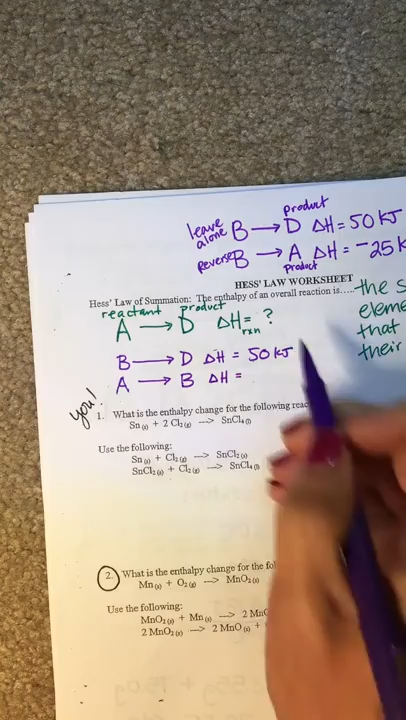 product
leave alone B → D ΔH = 50 KJ
Reverse B → A ΔH = -25 K
Product
HESS' LAW WORKSHEET
Hess' Law of Summation: The enthalpy of an overall reaction is…..the s
reactant product
A → D ΔH rxn = ?
eleme
that
their
B → D ΔH = 50 KJ
A → B ΔH =
you!
1. What is the enthalpy change for the following reac
Sn(s) + 2 Cl2(g) --> SnCl4(l)
Use the following:
Sn(s) + Cl2(g) --> SnCl2(s)
SnCl2(s) + Cl2(g) --> SnCl4(l)
2. What is the enthalpy change for the fol
Mn(s) + O2(g) --> MnO2(s)
Use the following:
MnO2(s) + Mn(s) --> 2 MnO
2 MnO2(s) --> 2 MnO(s) +